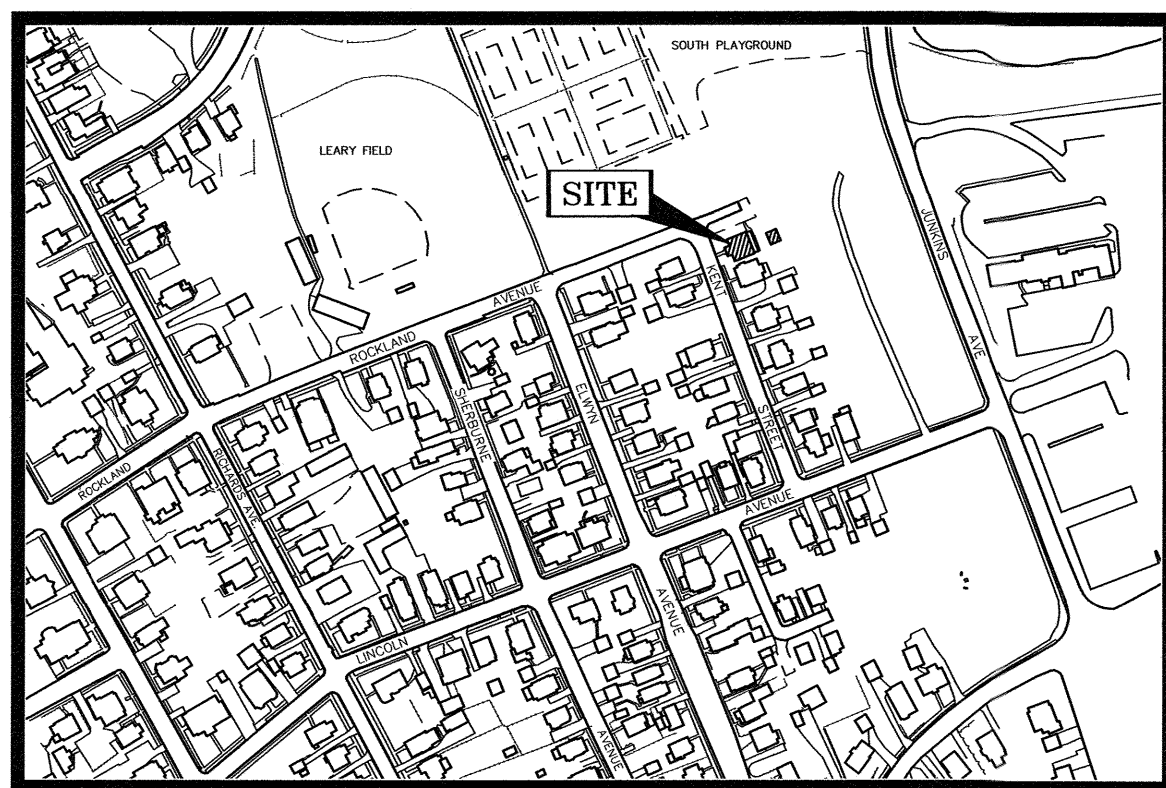 SOUTH PLAYGROUND
LEARY FIELD
SITE
JUNKINS
AVE
KENT
STREET
ROCKLAND
AVENUE
SHERBURNE
AVENUE
ELWYN
AVENUE
ROCKLAND
RICHARDS AVE.
LINCOLN
AVENUE